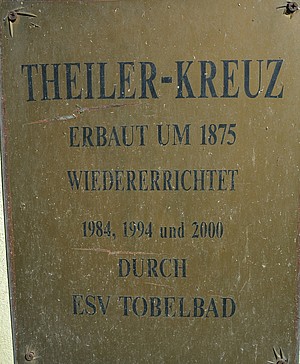 THEILER-KREUZ
ERBAUT UM 1875
WIEDERERRICHTET
1984, 1994 und 2000
DURCH
ESV TOBELBAD